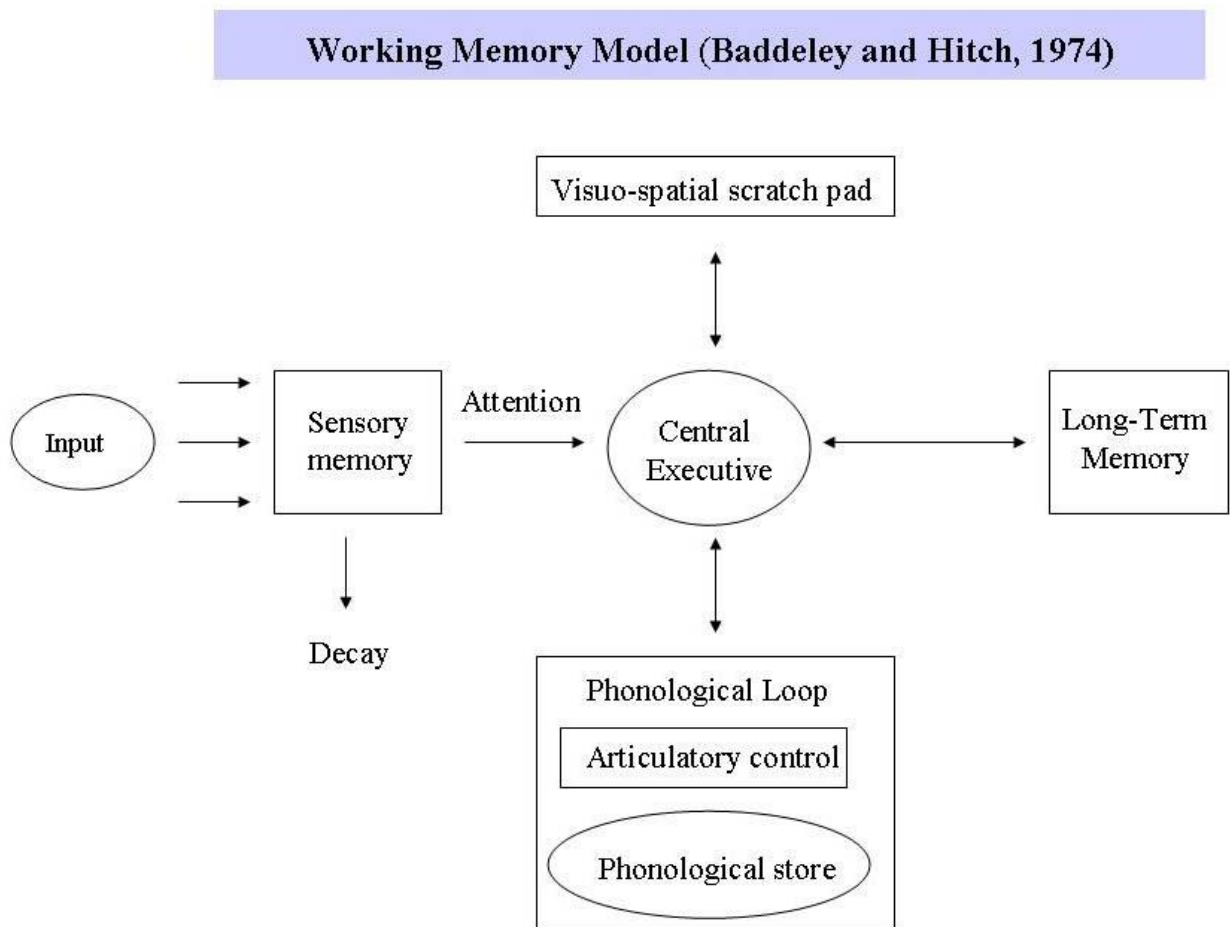 Working Memory Model (Baddeley and Hitch, 1974)
Visuo-spatial scratch pad
Input
Sensory
memory
Attention
Central
Executive
Long-Term
Memory
Decay
Phonological Loop
Articulatory control
Phonological store